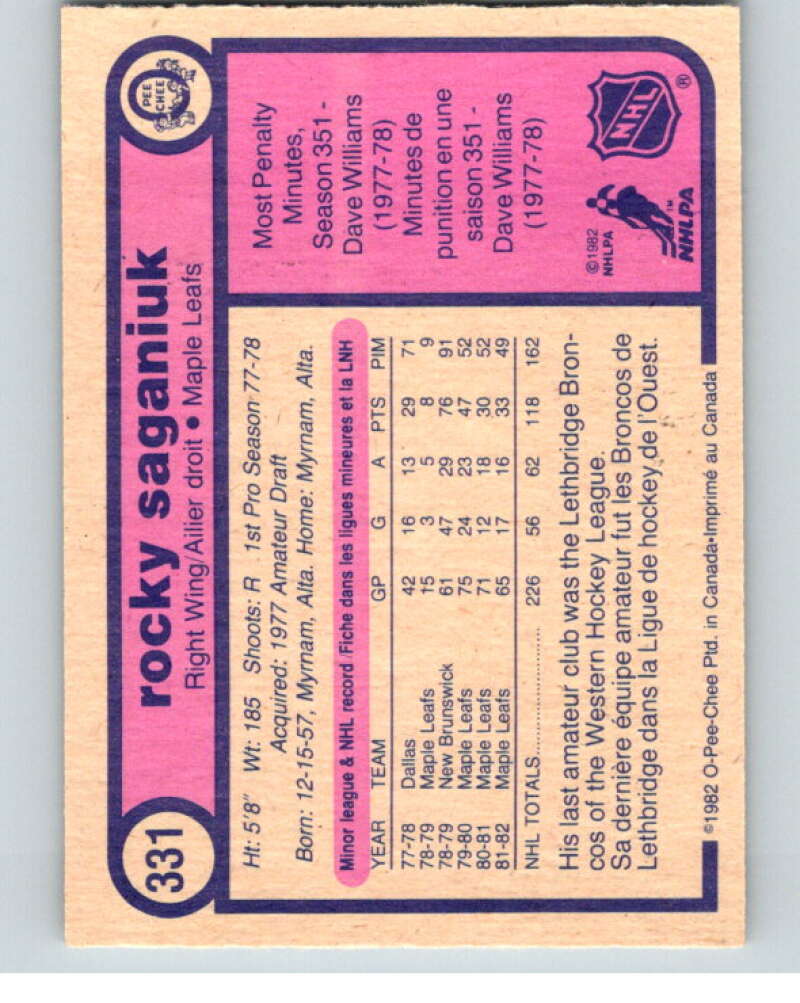 331
rocky saganiuk
Right Wing/Ailier droit • Maple Leafs
O PEE CHEE
Ht: 5'8" Wt: 185 Shoots: R 1st Pro Season 77-78
Acquired: 1977 Amateur Draft
Born: 12-15-57, Myrnam, Alta. Home: Myrnam, Alta.
Minor league & NHL record/Fiche dans les ligues mineures et la LNH
YEAR TEAM GP G A PTS PIM
77-78 Dallas 42 16 13 29 71
78-79 Maple Leafs 15 3 5 8 9
78-79 New Brunswick 61 47 29 76 91
79-80 Maple Leafs 75 24 23 47 52
80-81 Maple Leafs 71 12 18 30 52
81-82 Maple Leafs 65 17 16 33 49
NHL TOTALS.................... 226 56 62 118 162
His last amateur club was the Lethbridge Bron-
cos of the Western Hockey League.
Sa dernière équipe amateur fut les Broncos de
Lethbridge dans la Ligue de hockey de l'Ouest.
©1982 O-Pee-Chee Ptd. in Canada•Imprimé au Canada
Most Penalty
Minutes,
Season 351 -
Dave Williams
(1977-78)
Minutes de
punition en une
saison 351 -
Dave Williams
(1977-78)
©1982
NHLPA
NHLPA™
NHL®